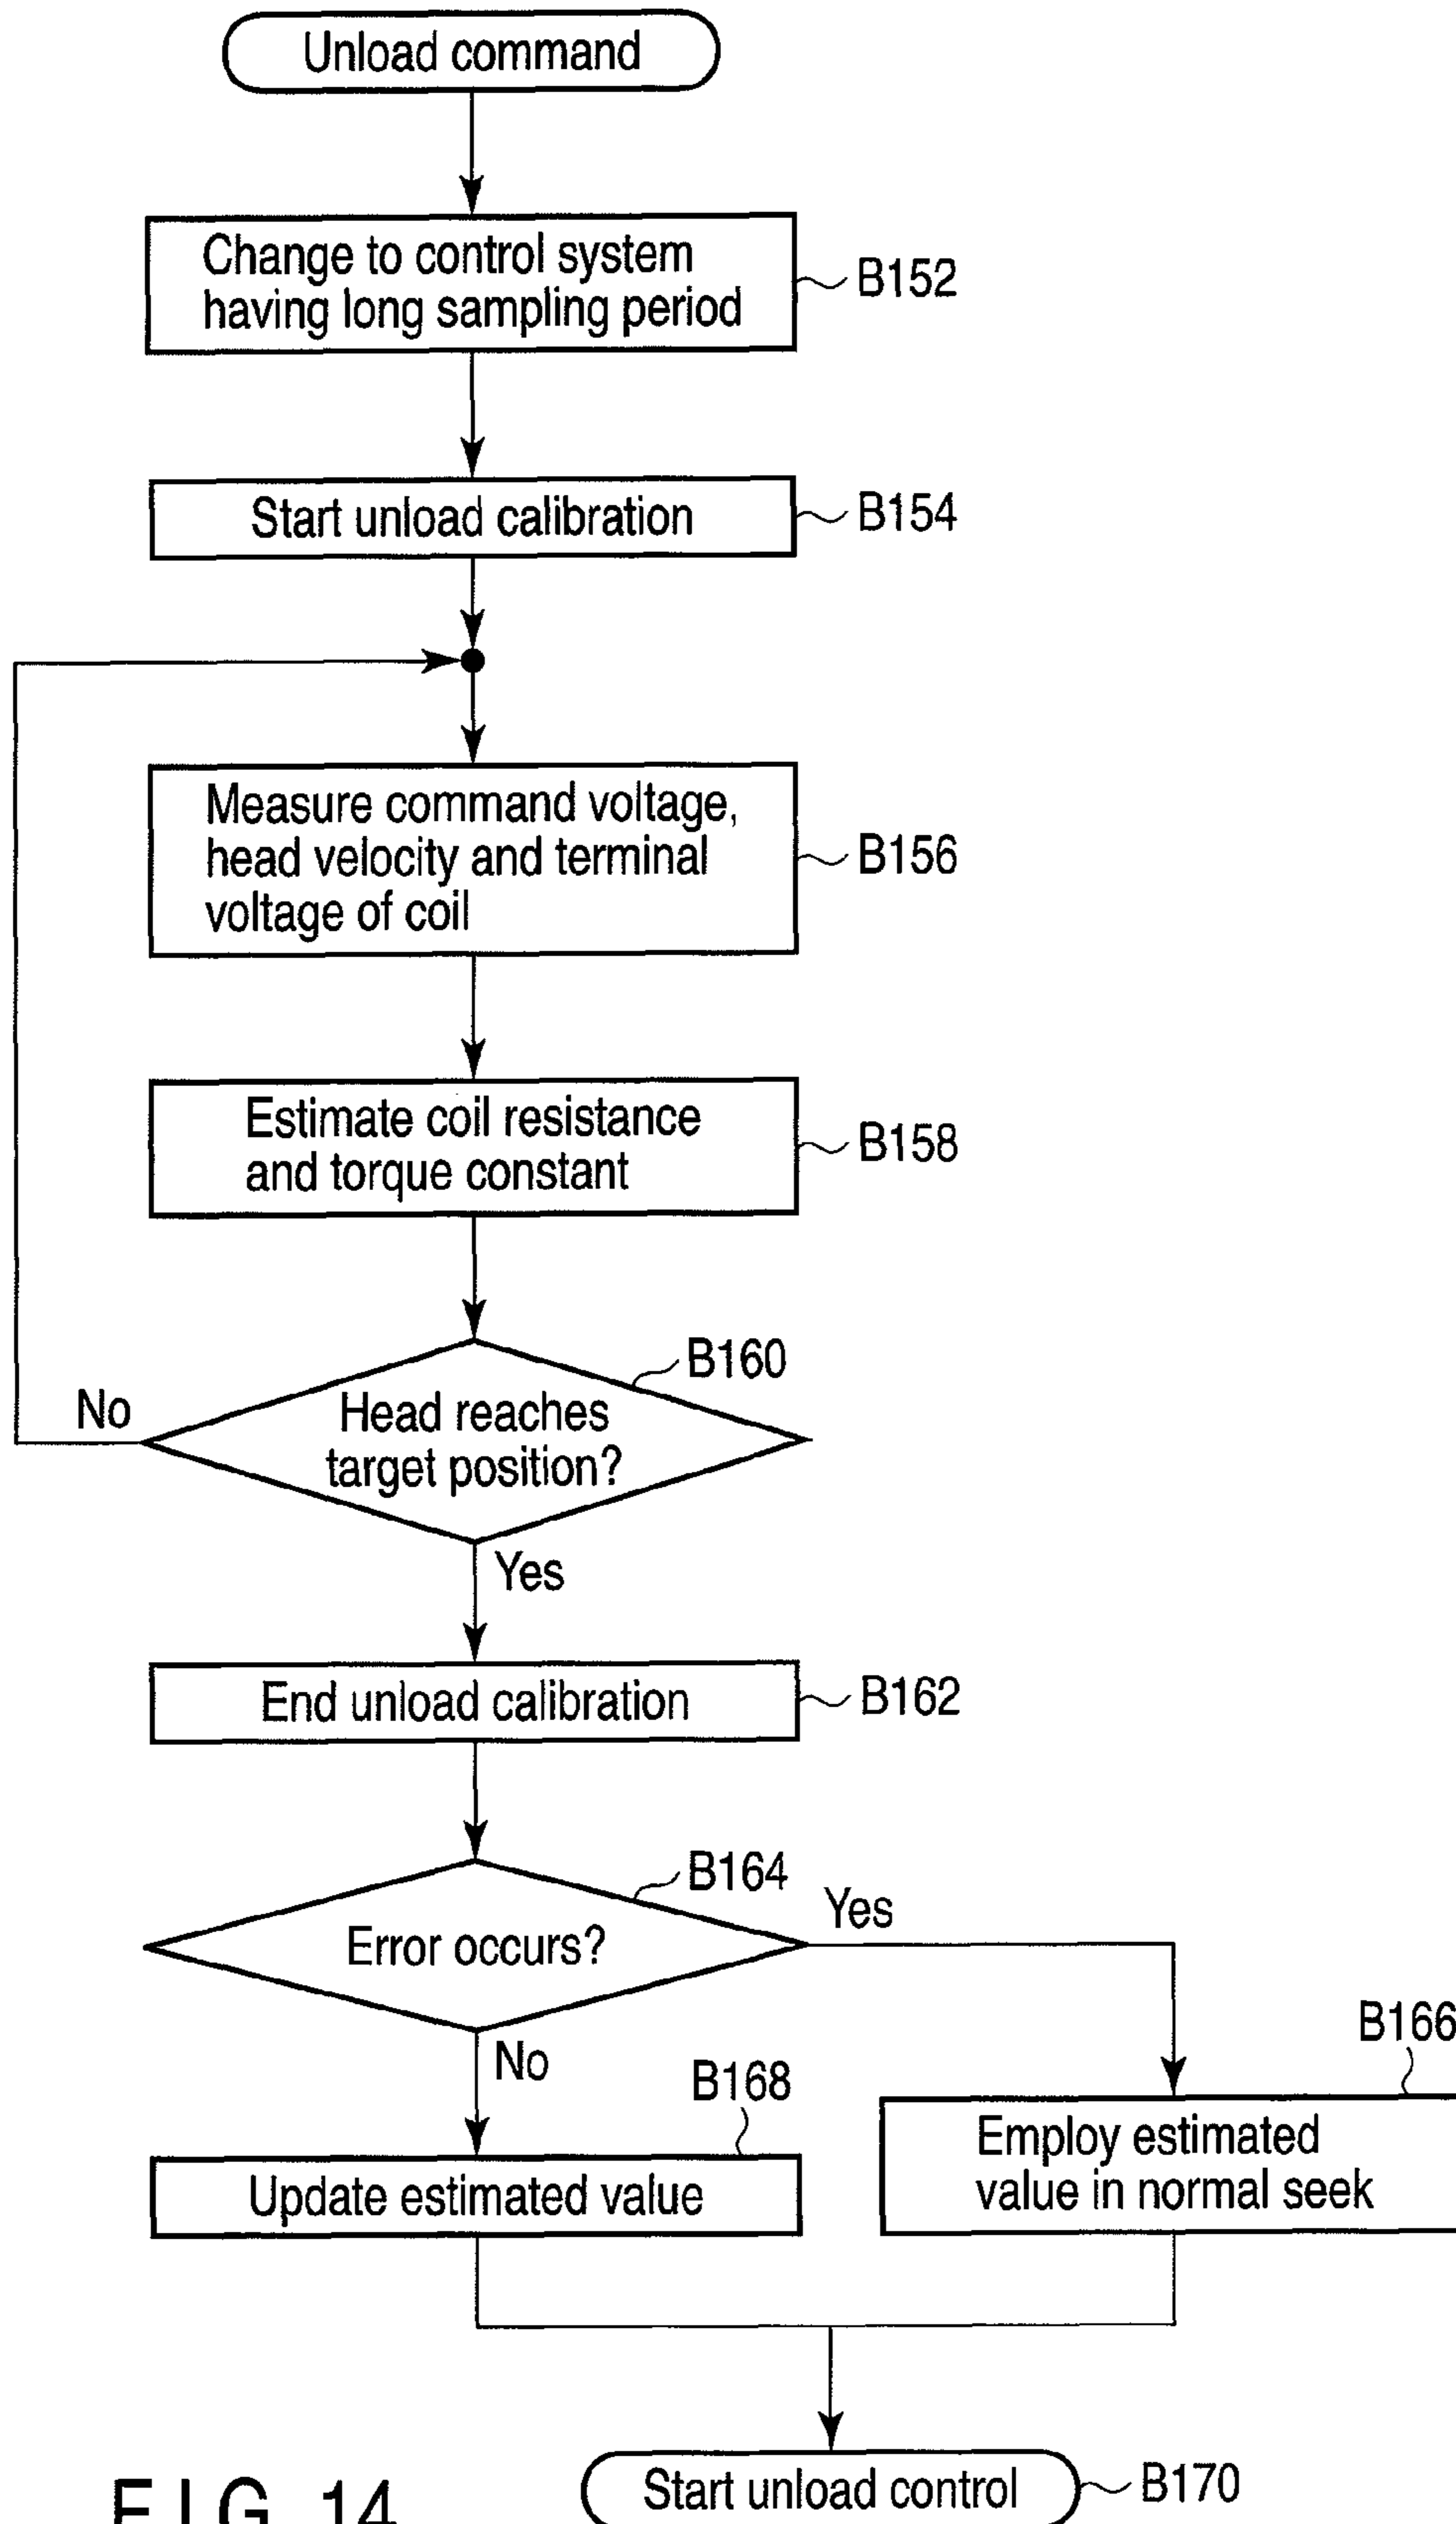 Unload command
Change to control system
having long sampling period
B152
Start unload calibration
B154
Measure command voltage,
head velocity and terminal
voltage of coil
B156
Estimate coil resistance
and torque constant
B158
B160
Head reaches
target position?
No
Yes
End unload calibration
B162
B164
Error occurs?
Yes
No
B166
B168
Employ estimated
value in normal seek
Update estimated value
Start unload control
B170
FIG. 14